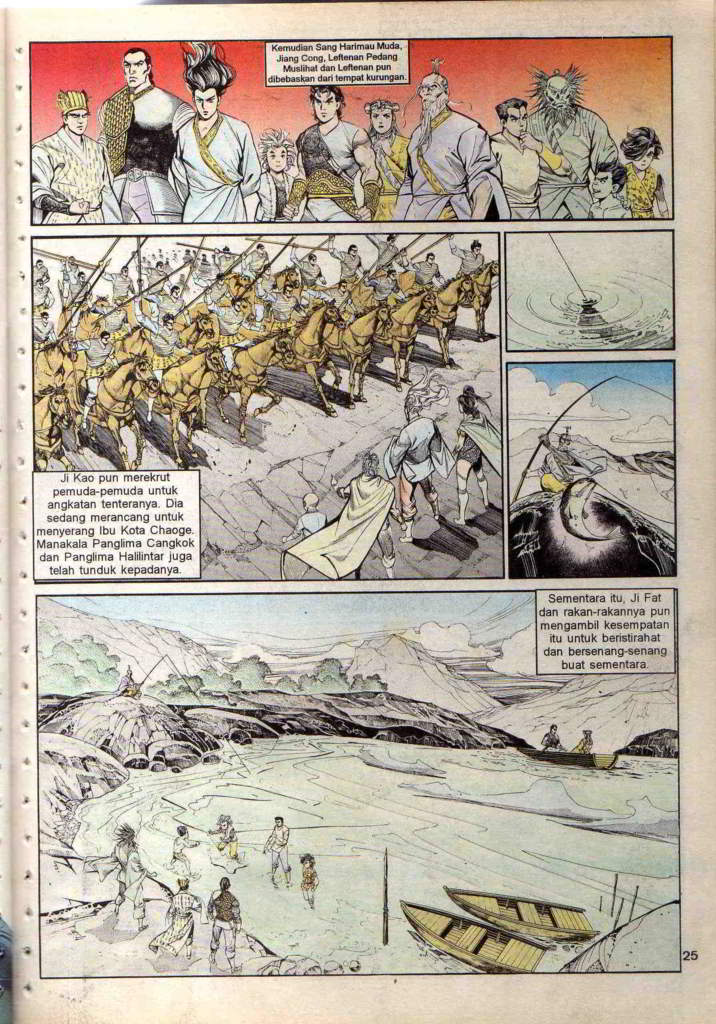 Kemudian Sang Harimau Muda,
Jiang Cong, Leftenan Pedang
Muslihat dan Leftenan pun
dibebaskan dari tempat kurungan.
Ji Kao pun merekrut
pemuda-pemuda untuk
angkatan tenteranya. Dia
sedang merancang untuk
menyerang Ibu Kota Chaoge.
Manakala Panglima Cangkok
dan Panglima Halilintar juga
telah tunduk kepadanya.
Sementara itu, Ji Fat
dan rakan-rakannya pun
mengambil kesempatan
itu untuk beristirahat
dan bersenang-senang
buat sementara.
25